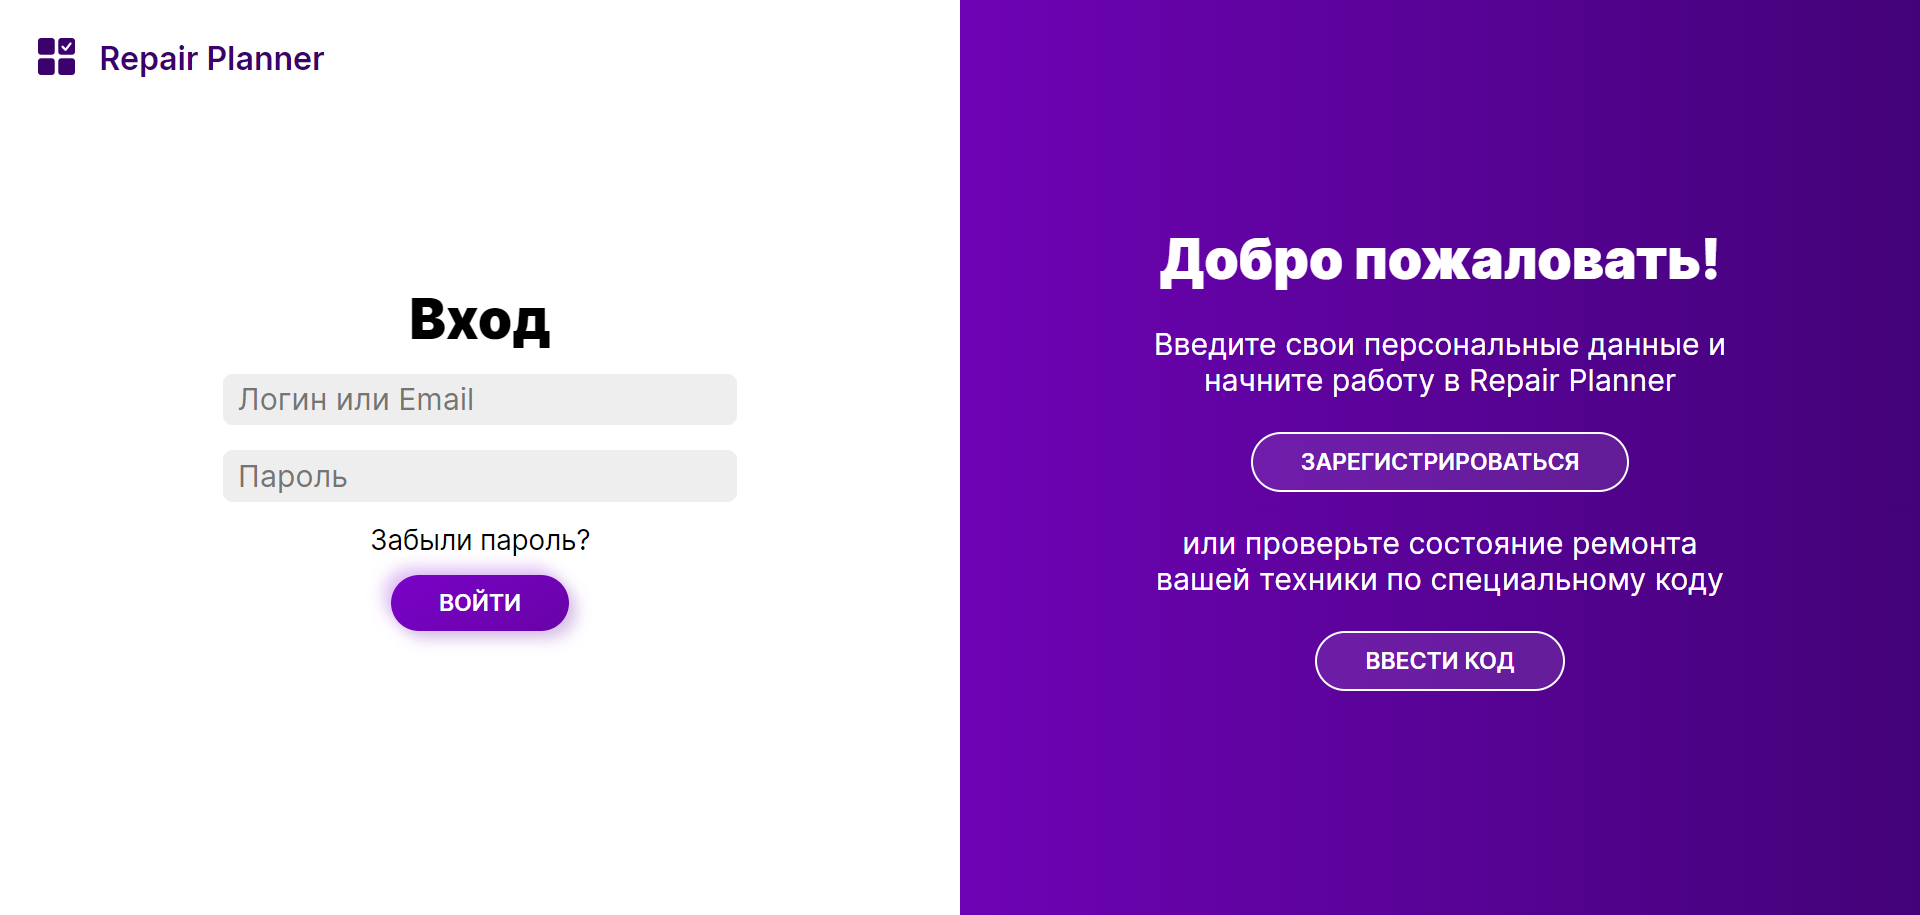 Repair Planner
Вход
Логин или Email
Пароль
Забыли пароль?
ВОЙТИ
Добро пожаловать!
Введите свои персональные данные и
начните работу в Repair Planner
ЗАРЕГИСТРИРОВАТЬСЯ
или проверьте состояние ремонта
вашей техники по специальному коду
ВВЕСТИ КОД